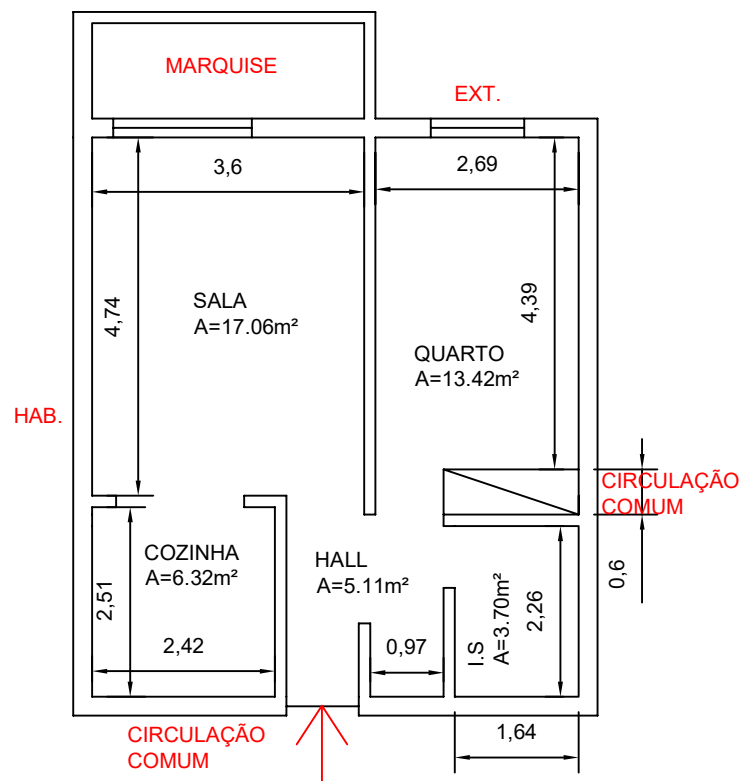 MARQUISE
EXT.
3,6
2,69
4,74
SALA
A=17.06m²
4,39
QUARTO
A=13.42m²
HAB.
CIRCULAÇÃO
COMUM
COZINHA
A=6.32m²
HALL
A=5.11m²
I.S
A=3.70m²
2,51
2,26
0,6
2,42
0,97
CIRCULAÇÃO
COMUM
1,64